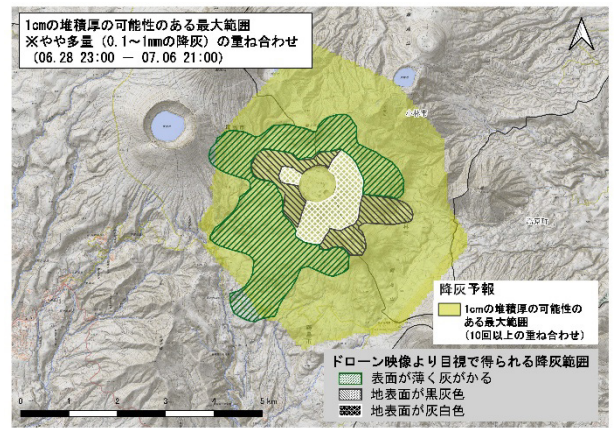 1cmの堆積厚の可能性のある最大範囲
※やや多量（0.1～1mmの降灰）の重ね合わせ
（06.28 23:00 － 07.06 21:00）
小林市
高原町
降灰予報
1cmの堆積厚の可能性の
ある最大範囲
（10回以上の重ね合わせ）
ドローン映像より目視で得られる降灰範囲
表面が薄く灰がかる
地表面が黒灰色
地表面が灰白色
0 1 2 3 4 5 km